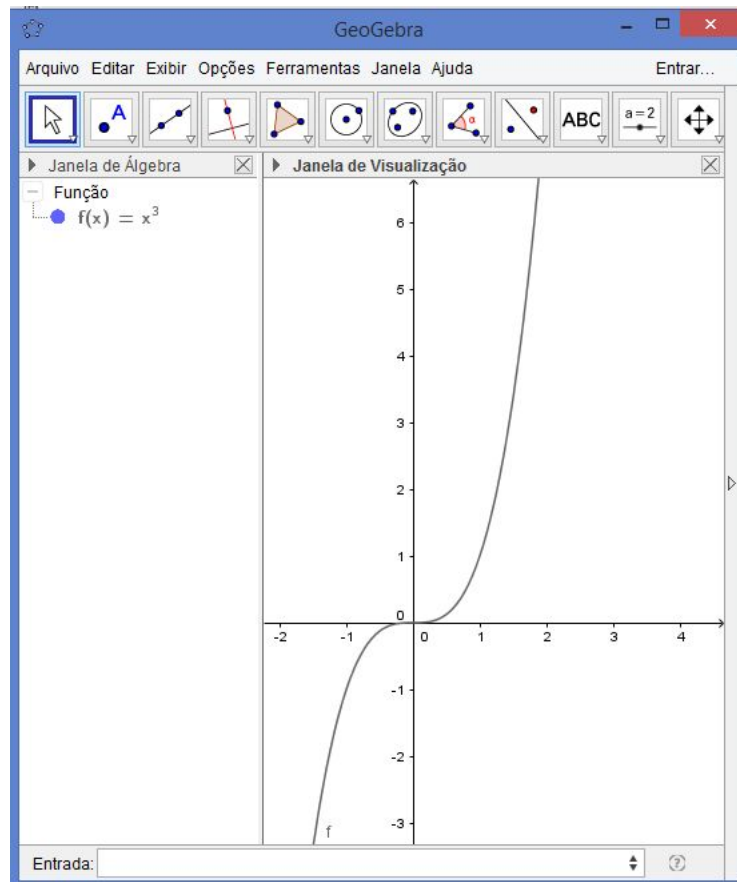 GeoGebra
Arquivo Editar Exibir Opções Ferramentas Janela Ajuda Entrar...
A α ABC a=2
Janela de Álgebra
Função
f(x) = x³
Janela de Visualização
6
5
4
3
2
1
0
-2 -1 0 1 2 3 4
-1
-2
-3
f
Entrada: